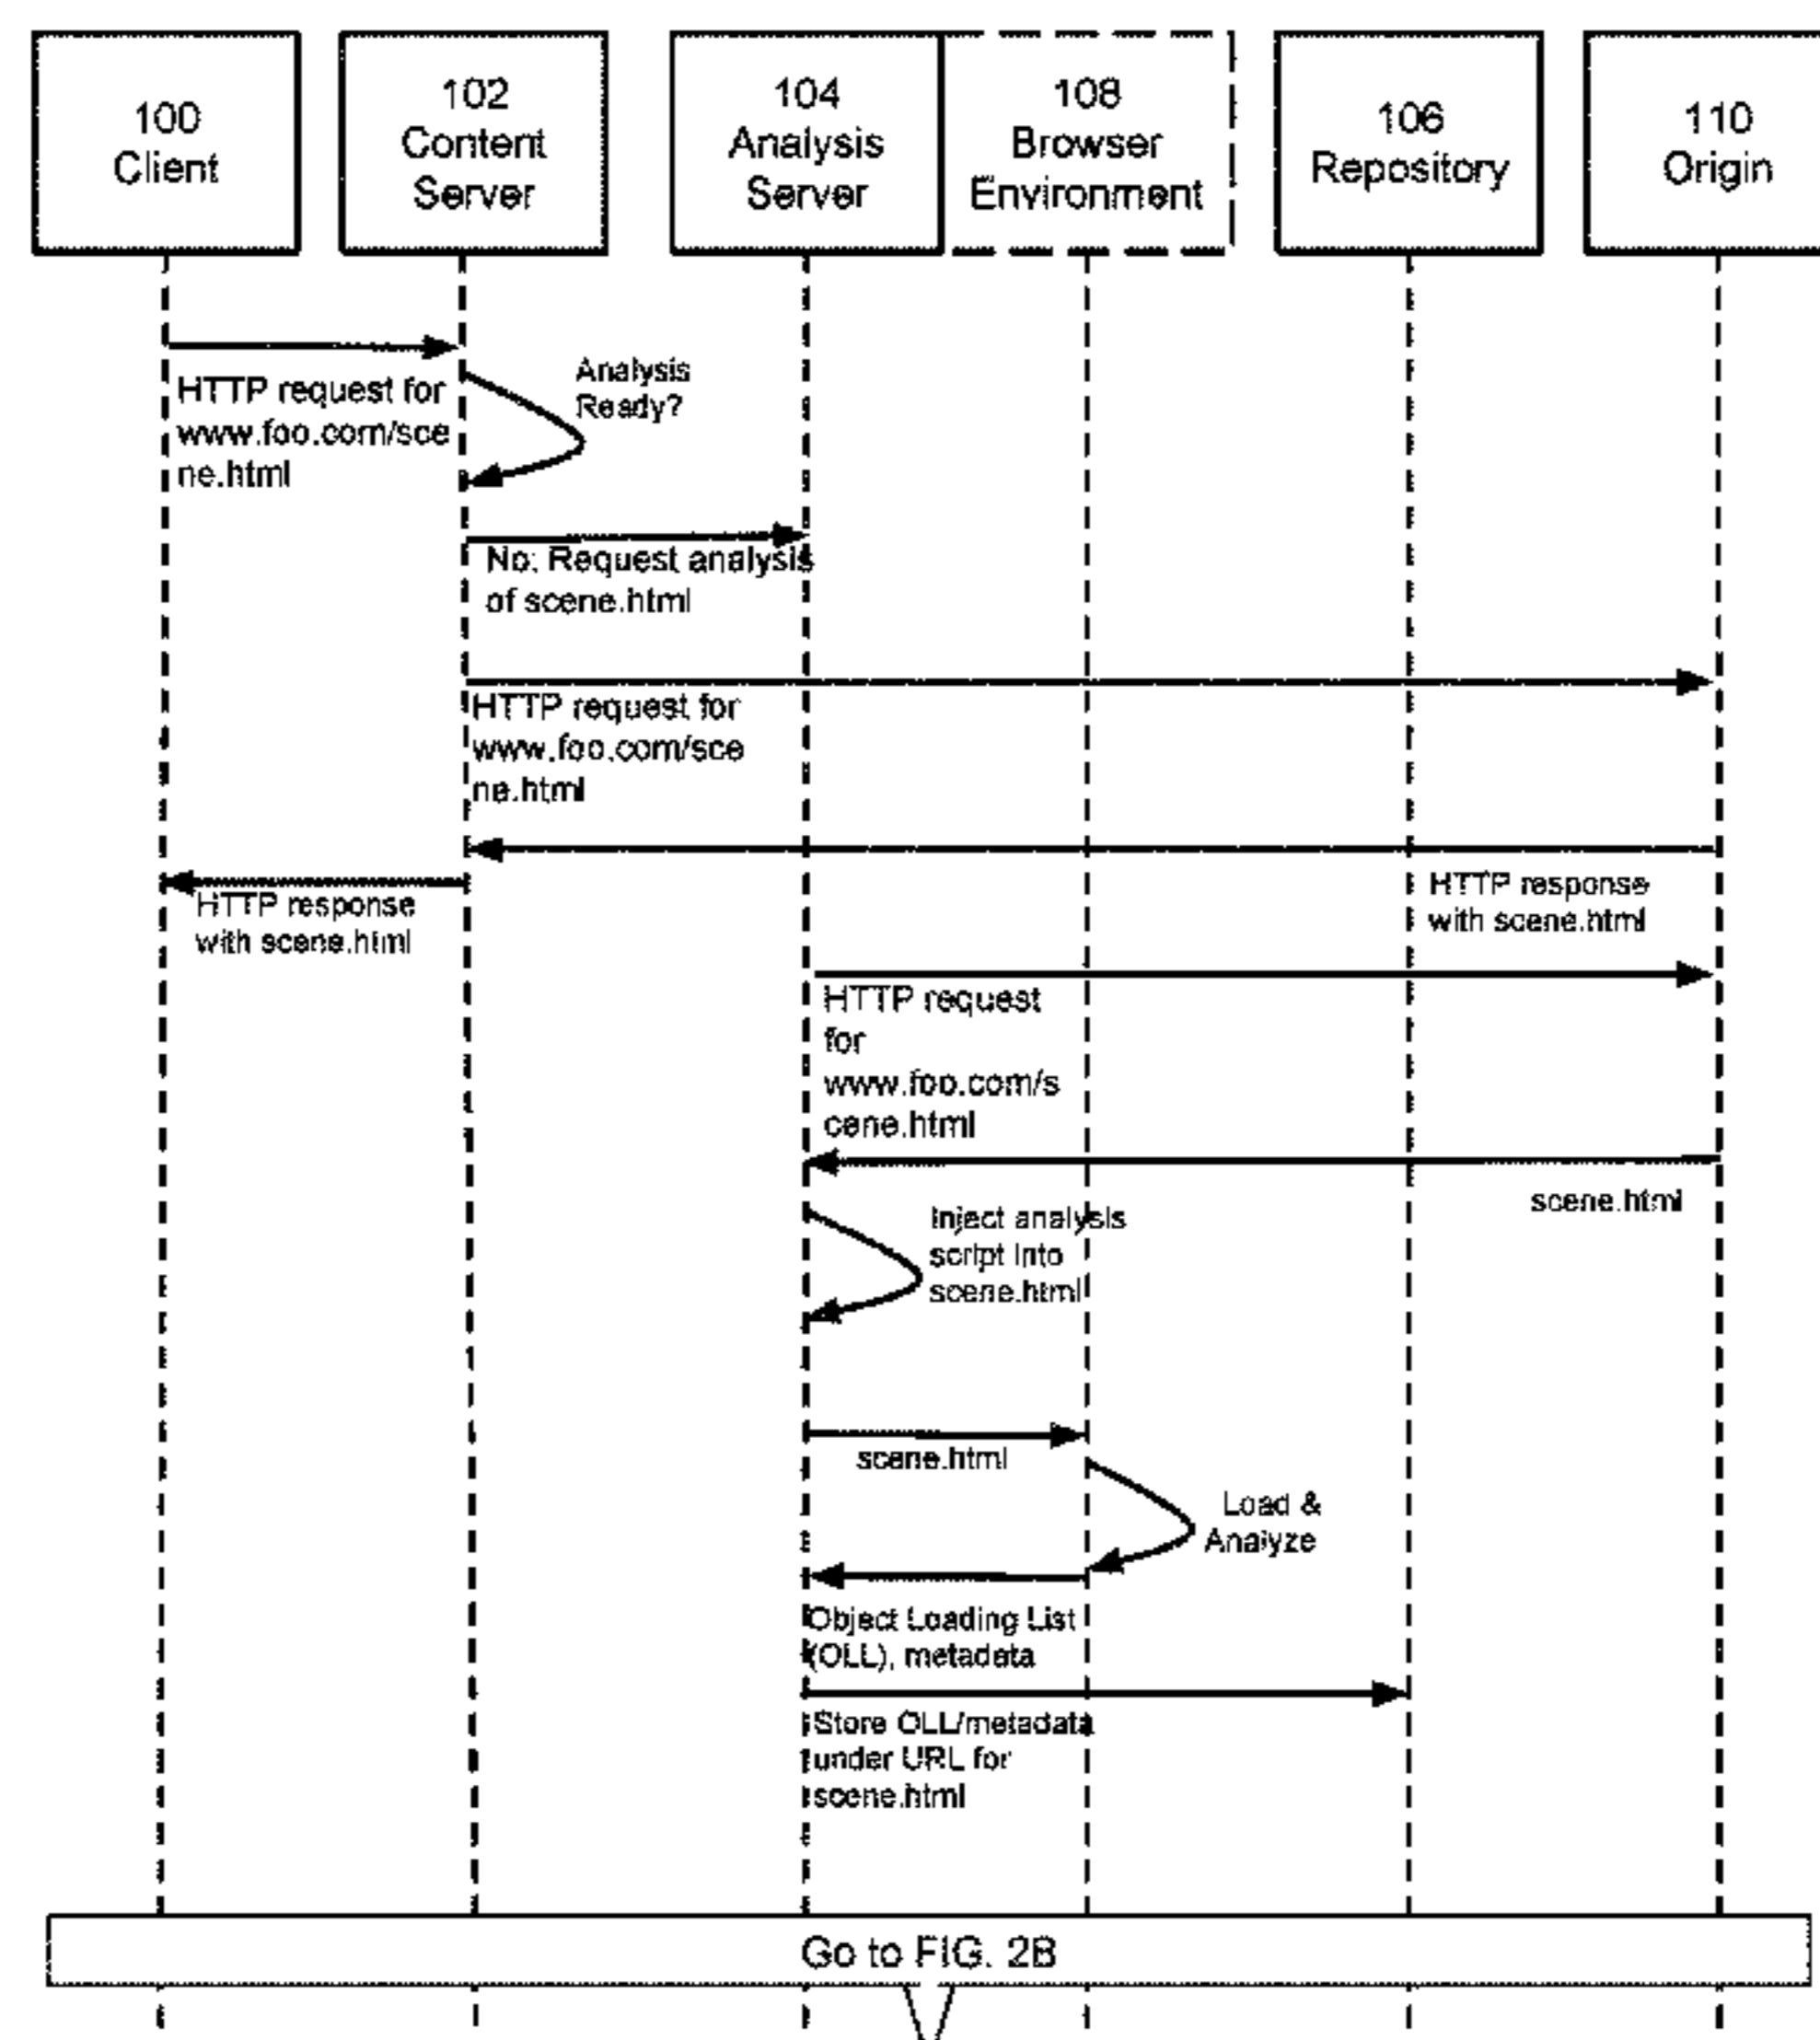 100
Client
102
Content
Server
104
Analysis
Server
108
Browser
Environment
106
Repository
110
Origin
HTTP request for
www.foo.com/sce
ne.html
Analysis
Ready?
No: Request analysis
of scene.html
HTTP request for
www.foo.com/sce
ne.html
HTTP response
with scene.html
HTTP response
with scene.html
HTTP request
for
www.foo.com/s
cene.html
scene.html
Inject analysis
script into
scene.html
scene.html
Load &
Analyze
Object Loading List
(OLL), metadata
Store OLL/metadata
under URL for
scene.html
Go to FIG. 2B